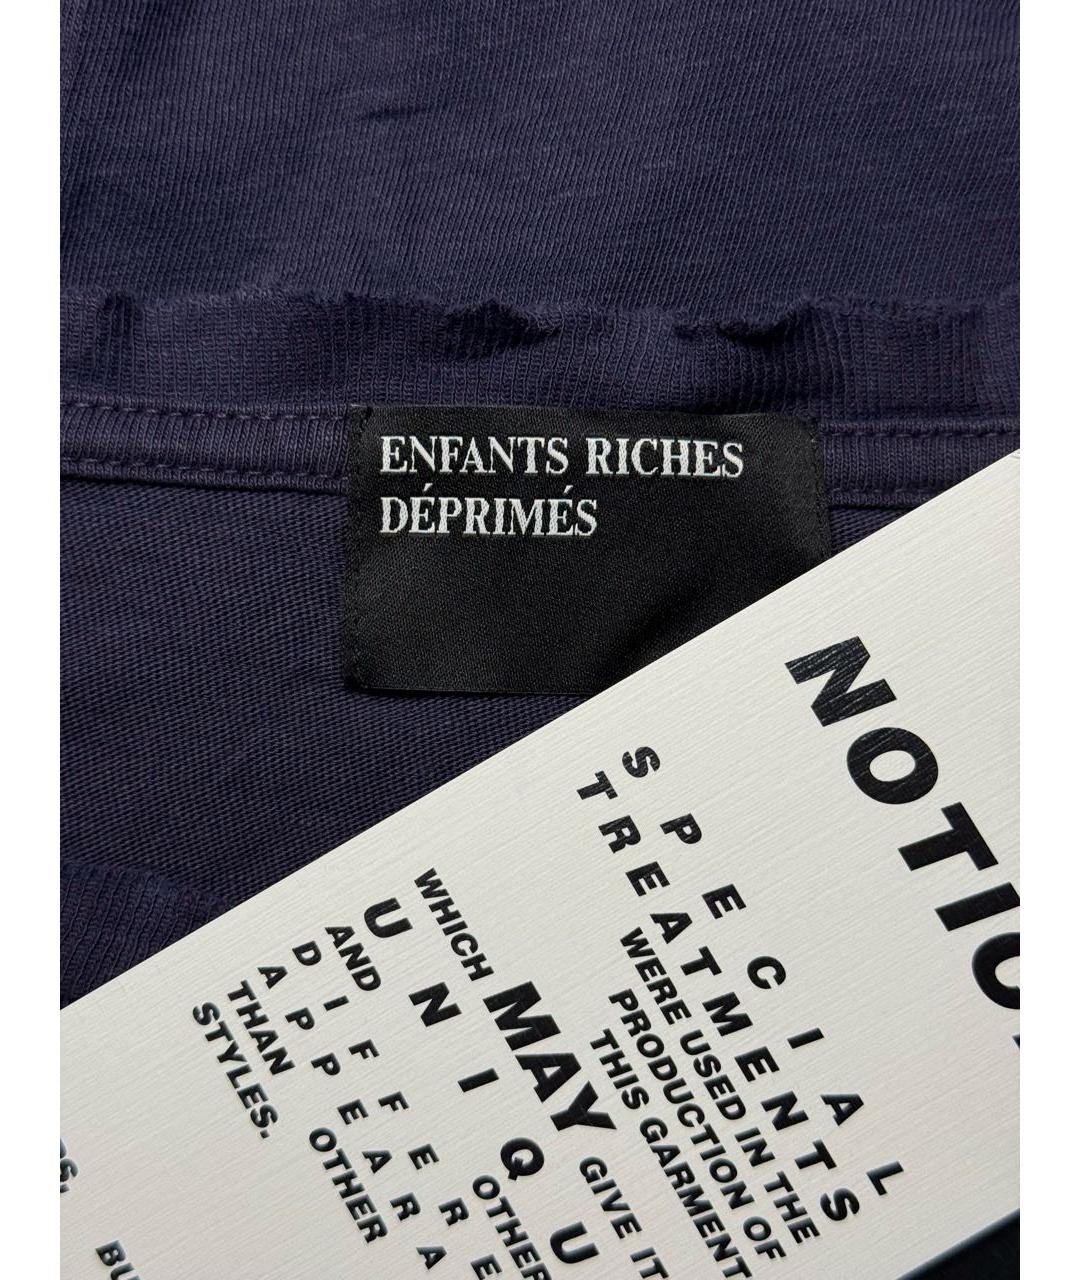 ENFANTS RICHES
DÉPRIMÉS
SPECIAL
TREATMENTS
WERE USED IN THE
PRODUCTION OF
THIS GARMENT
WHICH MAY GIVE IT
UNIQU
AND OTHER
DIFFERE
APPEARA
THAN OTHER
STYLES.